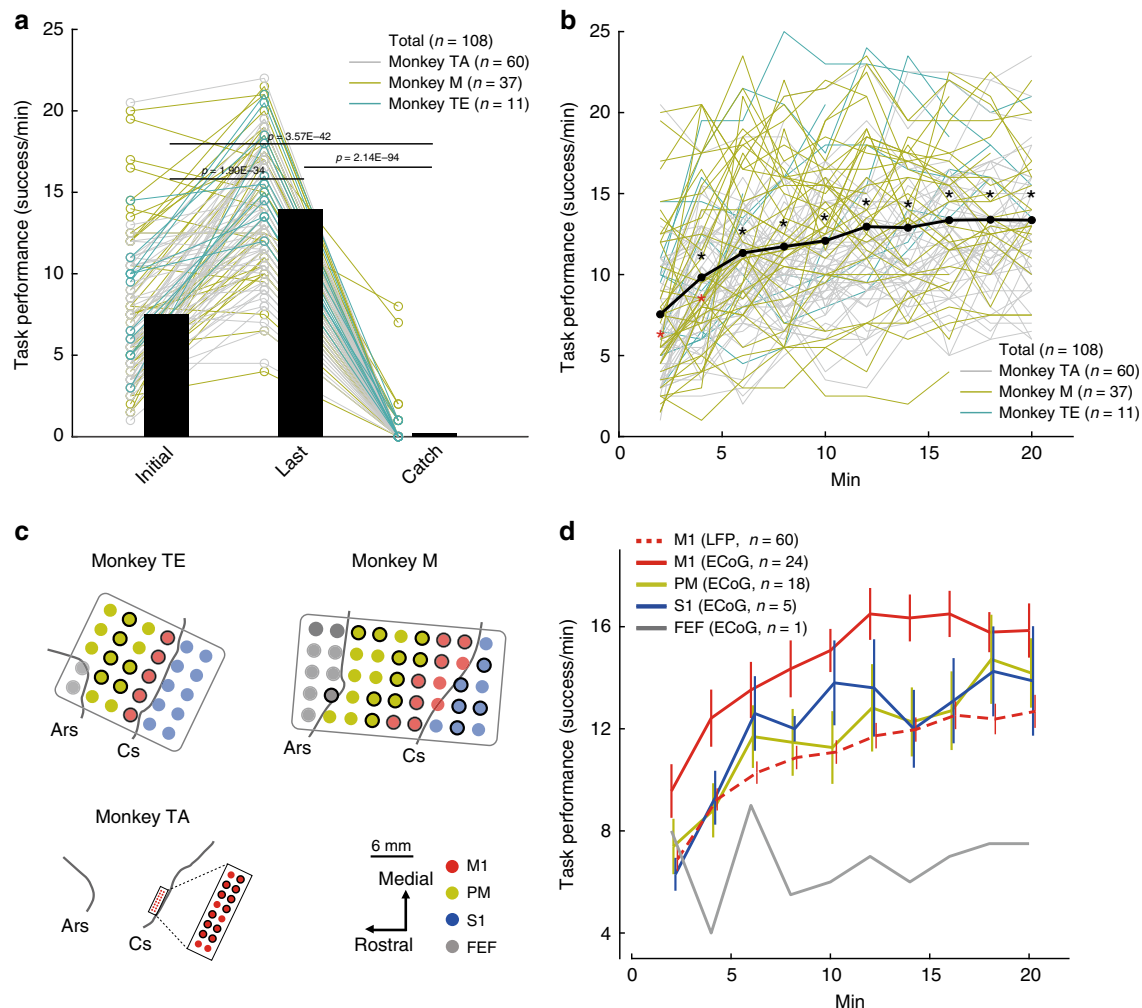 a
Task performance (success/min)
25
20
15
10
5
0
Total (n = 108)
Monkey TA (n = 60)
Monkey M (n = 37)
Monkey TE (n = 11)
p = 3.57E–42
p = 2.14E–94
p = 1.90E–34
Initial
Last
Catch
b
Task performance (success/min)
25
20
15
10
5
0
* * * * * * * * * *
* *
Total (n = 108)
Monkey TA (n = 60)
Monkey M (n = 37)
Monkey TE (n = 11)
0 5 10 15 20
Min
c
Monkey TE
Ars
Cs
Monkey M
Ars
Cs
Monkey TA
Ars
Cs
6 mm
Medial
Rostral
M1
PM
S1
FEF
d
M1 (LFP, n = 60)
M1 (ECoG, n = 24)
PM (ECoG, n = 18)
S1 (ECoG, n = 5)
FEF (ECoG, n = 1)
Task performance (success/min)
16
12
8
4
0 5 10 15 20
Min